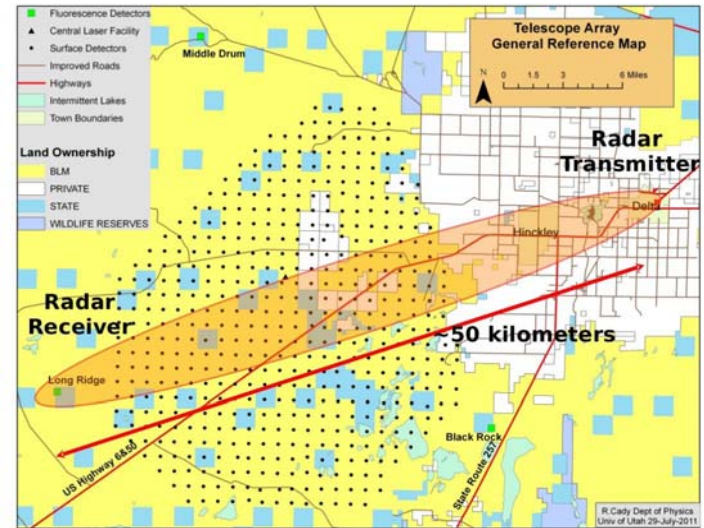 Fluorescence Detectors
Central Laser Facility
Surface Detectors
Improved Roads
Highways
Intermittent Lakes
Town Boundaries
Land Ownership
BLM
PRIVATE
STATE
WILDLIFE RESERVES
Middle Drum
Telescope Array
General Reference Map
N
0 1.5 3 6 Miles
Radar
Transmitter
Delta
Hinckley
Radar
Receiver
~50 kilometers
Long Ridge
Black Rock
US Highway 6&50
State Route 257
R.Cady Dept of Physics
Univ of Utah 29-July-2011